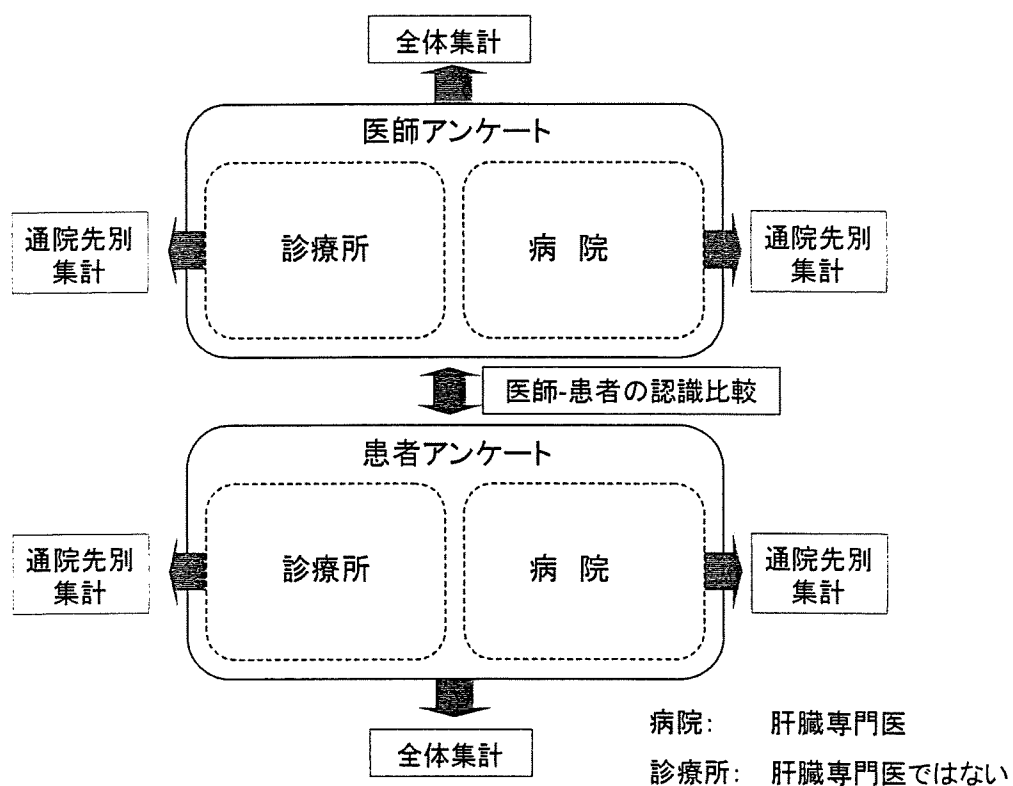 全体集計
医師アンケート
通院先別
集計
診療所
病 院
通院先別
集計
医師-患者の認識比較
患者アンケート
通院先別
集計
診療所
病 院
通院先別
集計
全体集計
病院: 肝臓専門医
診療所: 肝臓専門医ではない